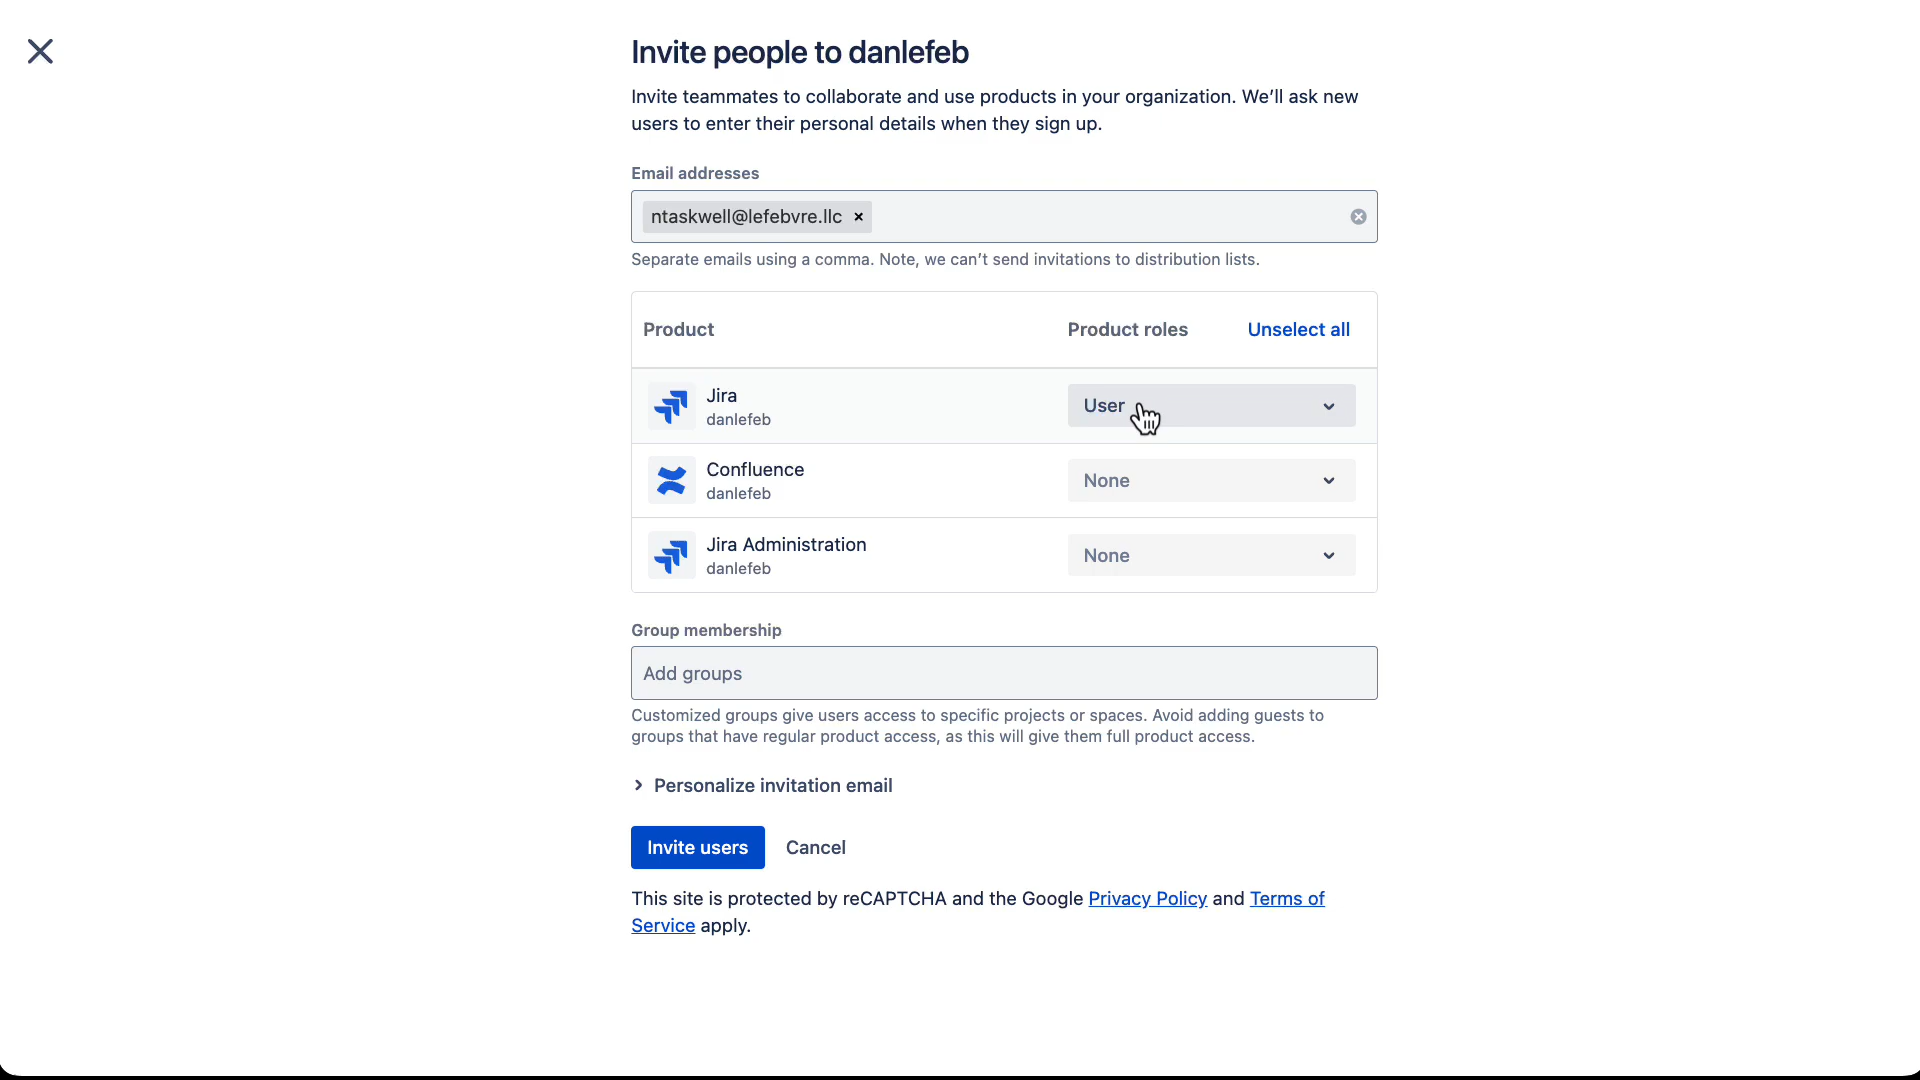 Invite people to danlefeb
Invite teammates to collaborate and use products in your organization. We'll ask new
users to enter their personal details when they sign up.
Email addresses
ntaskwell@lefebvre.llc
Separate emails using a comma. Note, we can't send invitations to distribution lists.
Product Product roles Unselect all
Jira
danlefeb
User
Confluence
danlefeb
None
Jira Administration
danlefeb
None
Group membership
Add groups
Customized groups give users access to specific projects or spaces. Avoid adding guests to
groups that have regular product access, as this will give them full product access.
Personalize invitation email
Invite users Cancel
This site is protected by reCAPTCHA and the Google Privacy Policy and Terms of
Service apply.